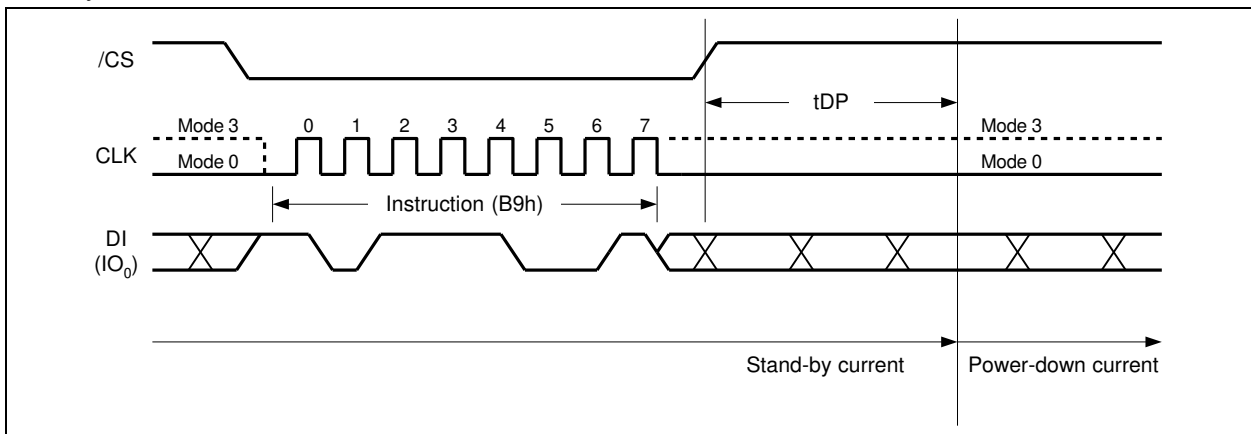 /CS
tDP
Mode 3 0 1 2 3 4 5 6 7 Mode 3
CLK
Mode 0 Mode 0
Instruction (B9h)
DI
(IO₀)
Stand-by current Power-down current